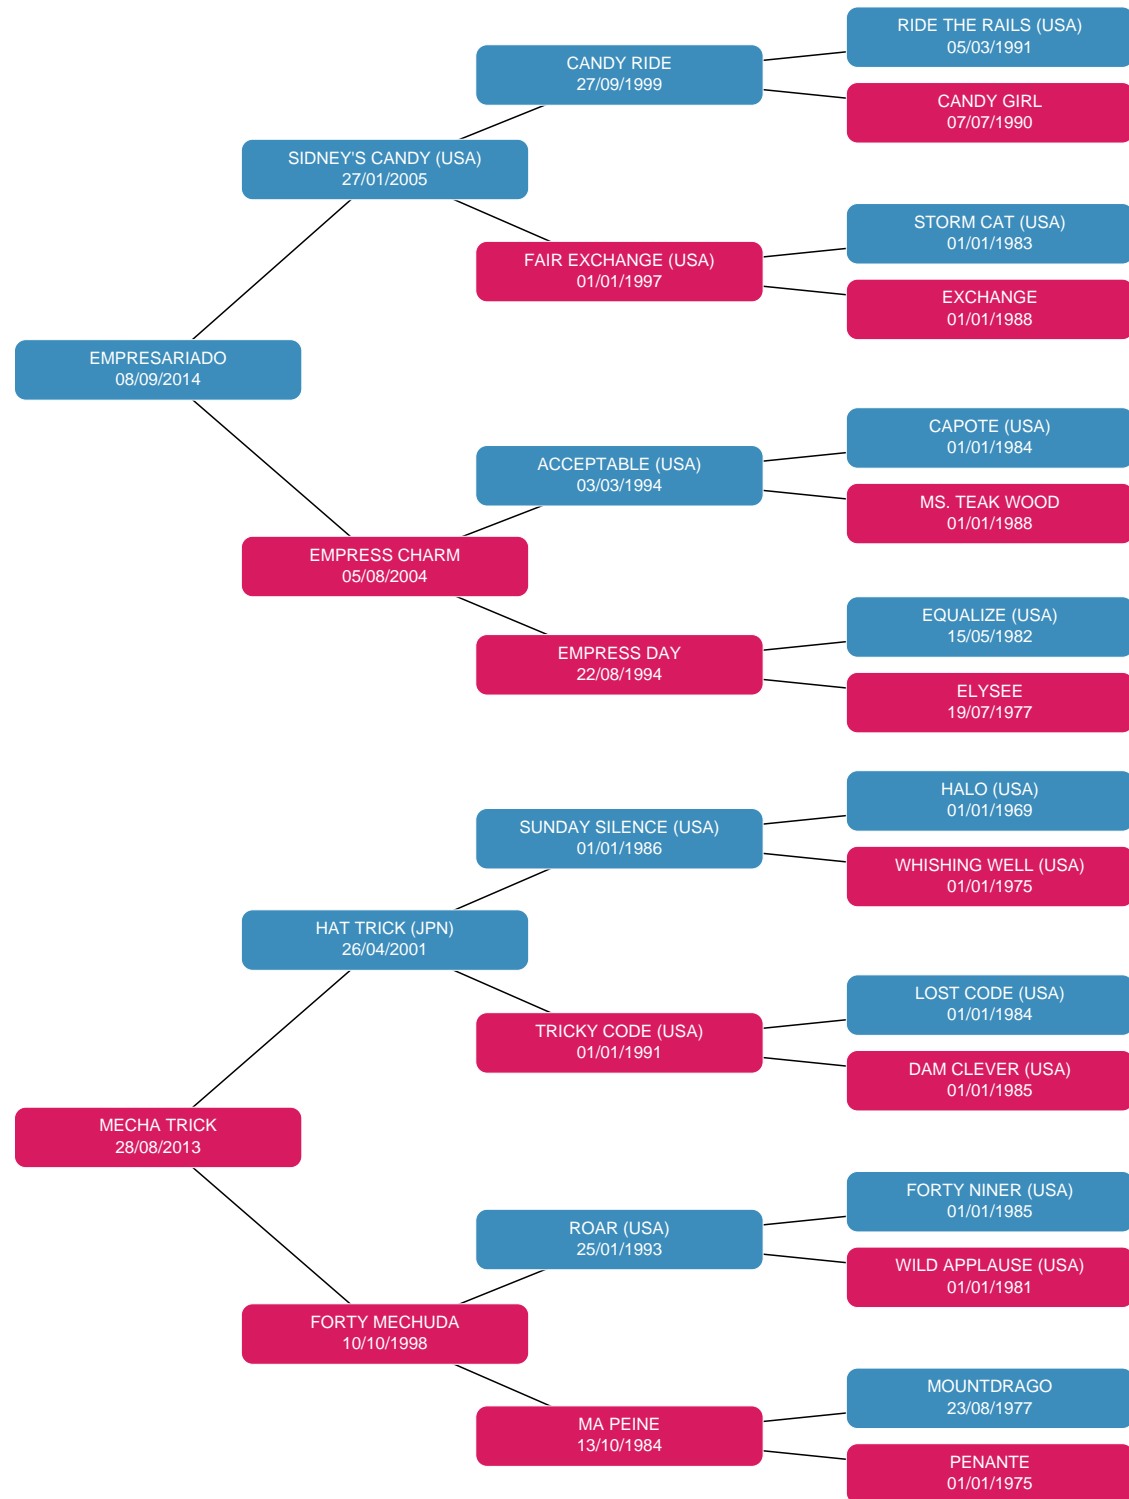 RIDE THE RAILS (USA)
05/03/1991
CANDY RIDE
27/09/1999
CANDY GIRL
07/07/1990
SIDNEY'S CANDY (USA)
27/01/2005
STORM CAT (USA)
01/01/1983
FAIR EXCHANGE (USA)
01/01/1997
EXCHANGE
01/01/1988
EMPRESARIADO
08/09/2014
CAPOTE (USA)
01/01/1984
ACCEPTABLE (USA)
03/03/1994
MS. TEAK WOOD
01/01/1988
EMPRESS CHARM
05/08/2004
EQUALIZE (USA)
15/05/1982
EMPRESS DAY
22/08/1994
ELYSEE
19/07/1977
HALO (USA)
01/01/1969
SUNDAY SILENCE (USA)
01/01/1986
WHISHING WELL (USA)
01/01/1975
HAT TRICK (JPN)
26/04/2001
LOST CODE (USA)
01/01/1984
TRICKY CODE (USA)
01/01/1991
DAM CLEVER (USA)
01/01/1985
MECHA TRICK
28/08/2013
FORTY NINER (USA)
01/01/1985
ROAR (USA)
25/01/1993
WILD APPLAUSE (USA)
01/01/1981
FORTY MECHUDA
10/10/1998
MOUNTDRAGO
23/08/1977
MA PEINE
13/10/1984
PENANTE
01/01/1975